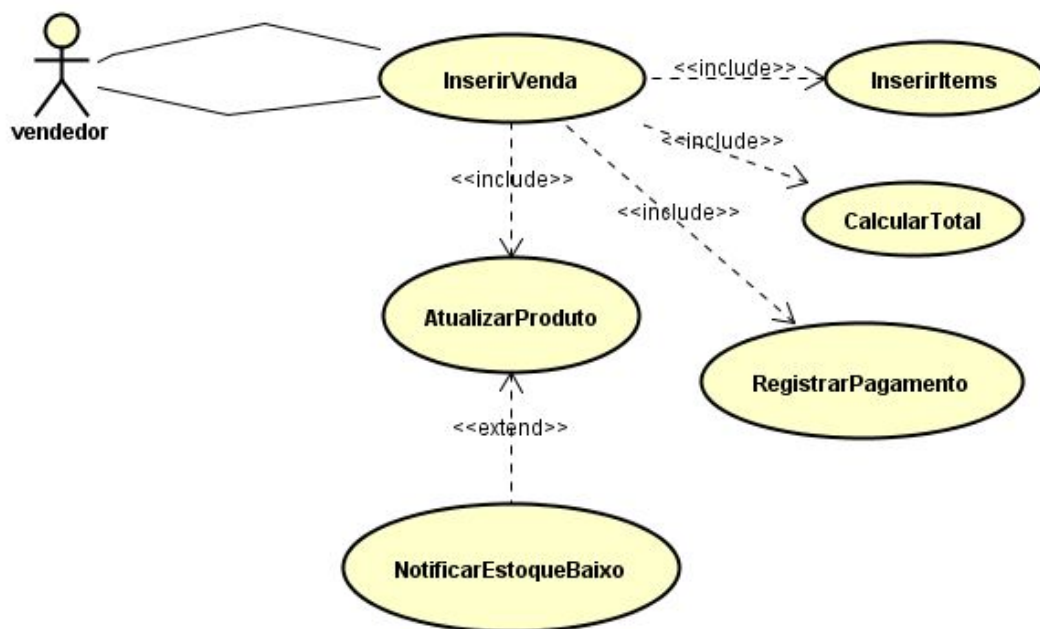 vendedor
InserirVenda
<<include>>
InserirItems
<<include>>
<<include>>
<<include>>
CalcularTotal
AtualizarProduto
RegistrarPagamento
<<extend>>
NotificarEstoqueBaixo